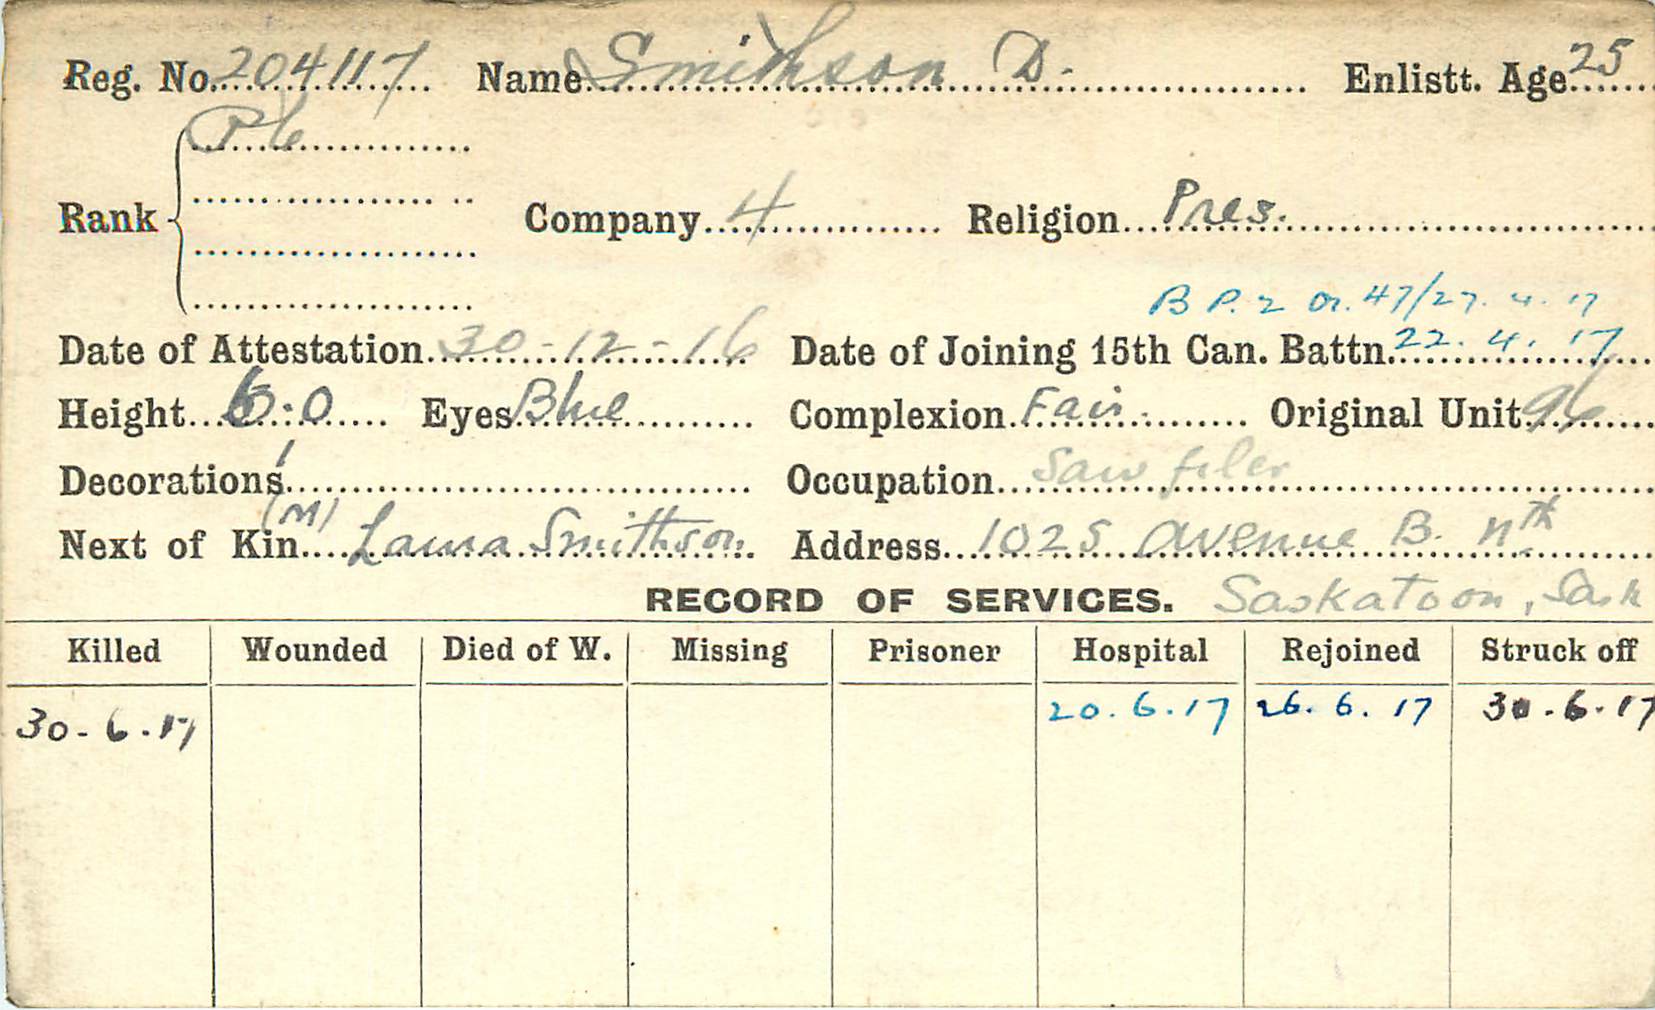 Reg. No. 204117 Name Smithson D. Enlistt. Age 25
Pte
Rank Company 4 Religion Pres.
B P. 2 Or. 47/27. 4. 17
Date of Attestation 30-12-16 Date of Joining 15th Can. Battn. 22. 4. 17
Height 6:0 Eyes Blue Complexion Fair. Original Unit 96
Decorations Occupation Saw filer
Next of Kin (M) Laura Smithson Address 1025 Avenue B. Nth
RECORD OF SERVICES. Saskatoon, Sask
Killed Wounded Died of W. Missing Prisoner Hospital Rejoined Struck off
30-6-17 20.6.17 26.6.17 30-6-17